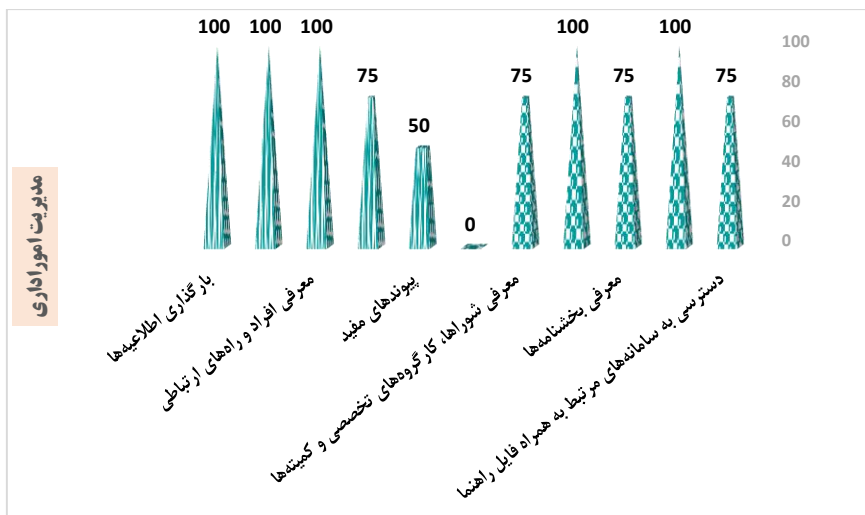 100
100
100
75
50
0
75
100
75
100
75
100
80
60
40
20
0
مدیریت امور اداری
بارگذاری اطلاعیه‌ها
معرفی افراد و راه‌های ارتباطی
پیوندهای مفید
معرفی شوراها، کارگروه‌های تخصصی و کمیته‌ها
معرفی بخشنامه‌ها
دسترسی به سامانه‌های مرتبط به همراه فایل راهنما